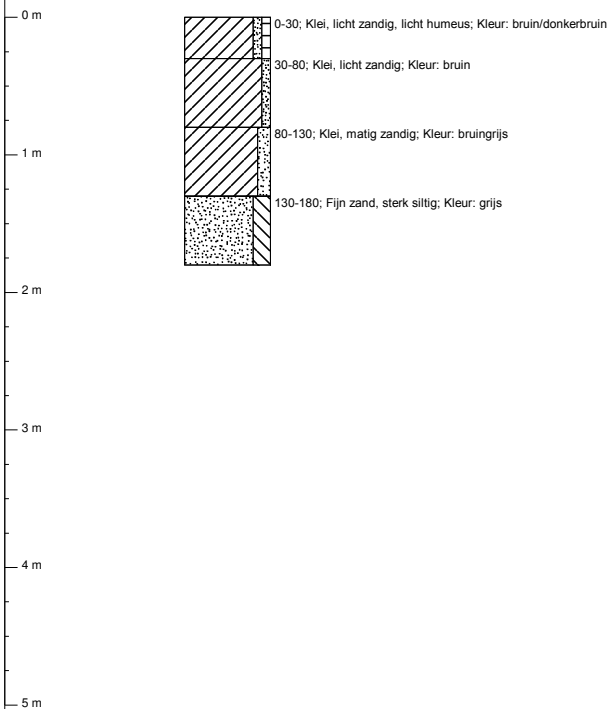 0 m
0-30; Klei, licht zandig, licht humeus; Kleur: bruin/donkerbruin
30-80; Klei, licht zandig; Kleur: bruin
80-130; Klei, matig zandig; Kleur: bruingrijs
1 m
130-180; Fijn zand, sterk siltig; Kleur: grijs
2 m
3 m
4 m
5 m